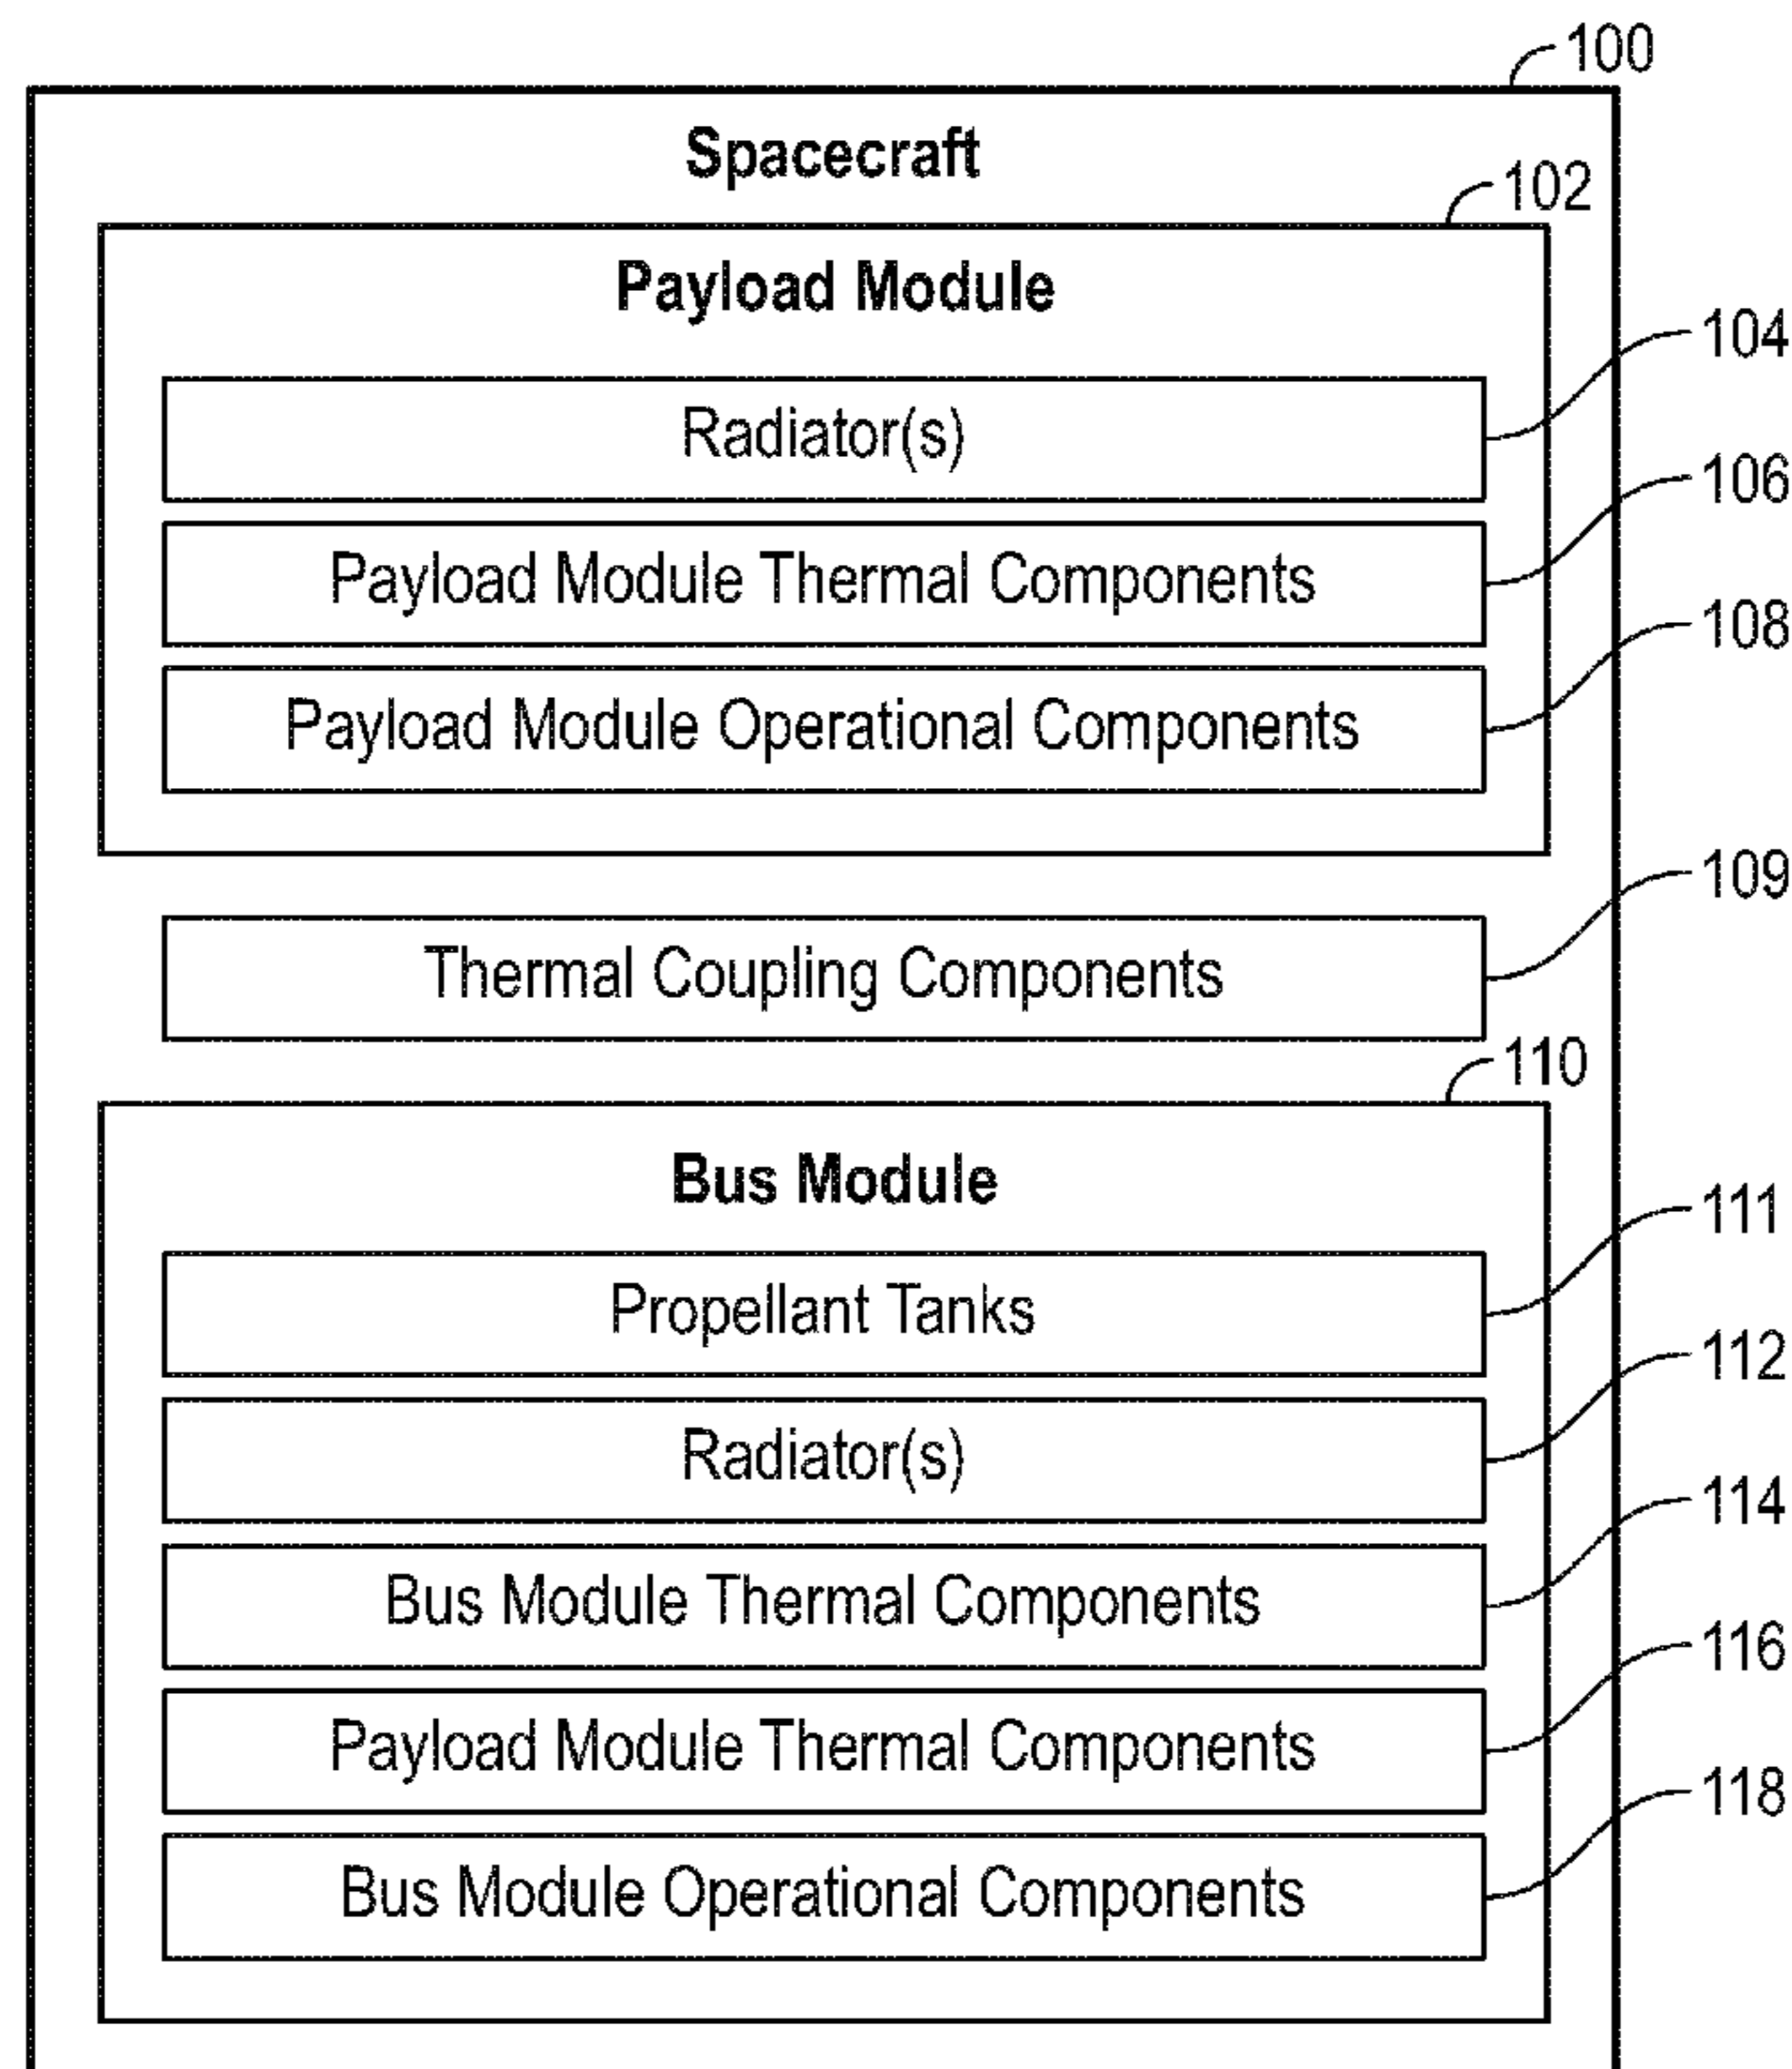 100
Spacecraft
102
Payload Module
104
Radiator(s)
106
Payload Module Thermal Components
108
Payload Module Operational Components
109
Thermal Coupling Components
110
Bus Module
111
Propellant Tanks
112
Radiator(s)
114
Bus Module Thermal Components
116
Payload Module Thermal Components
118
Bus Module Operational Components